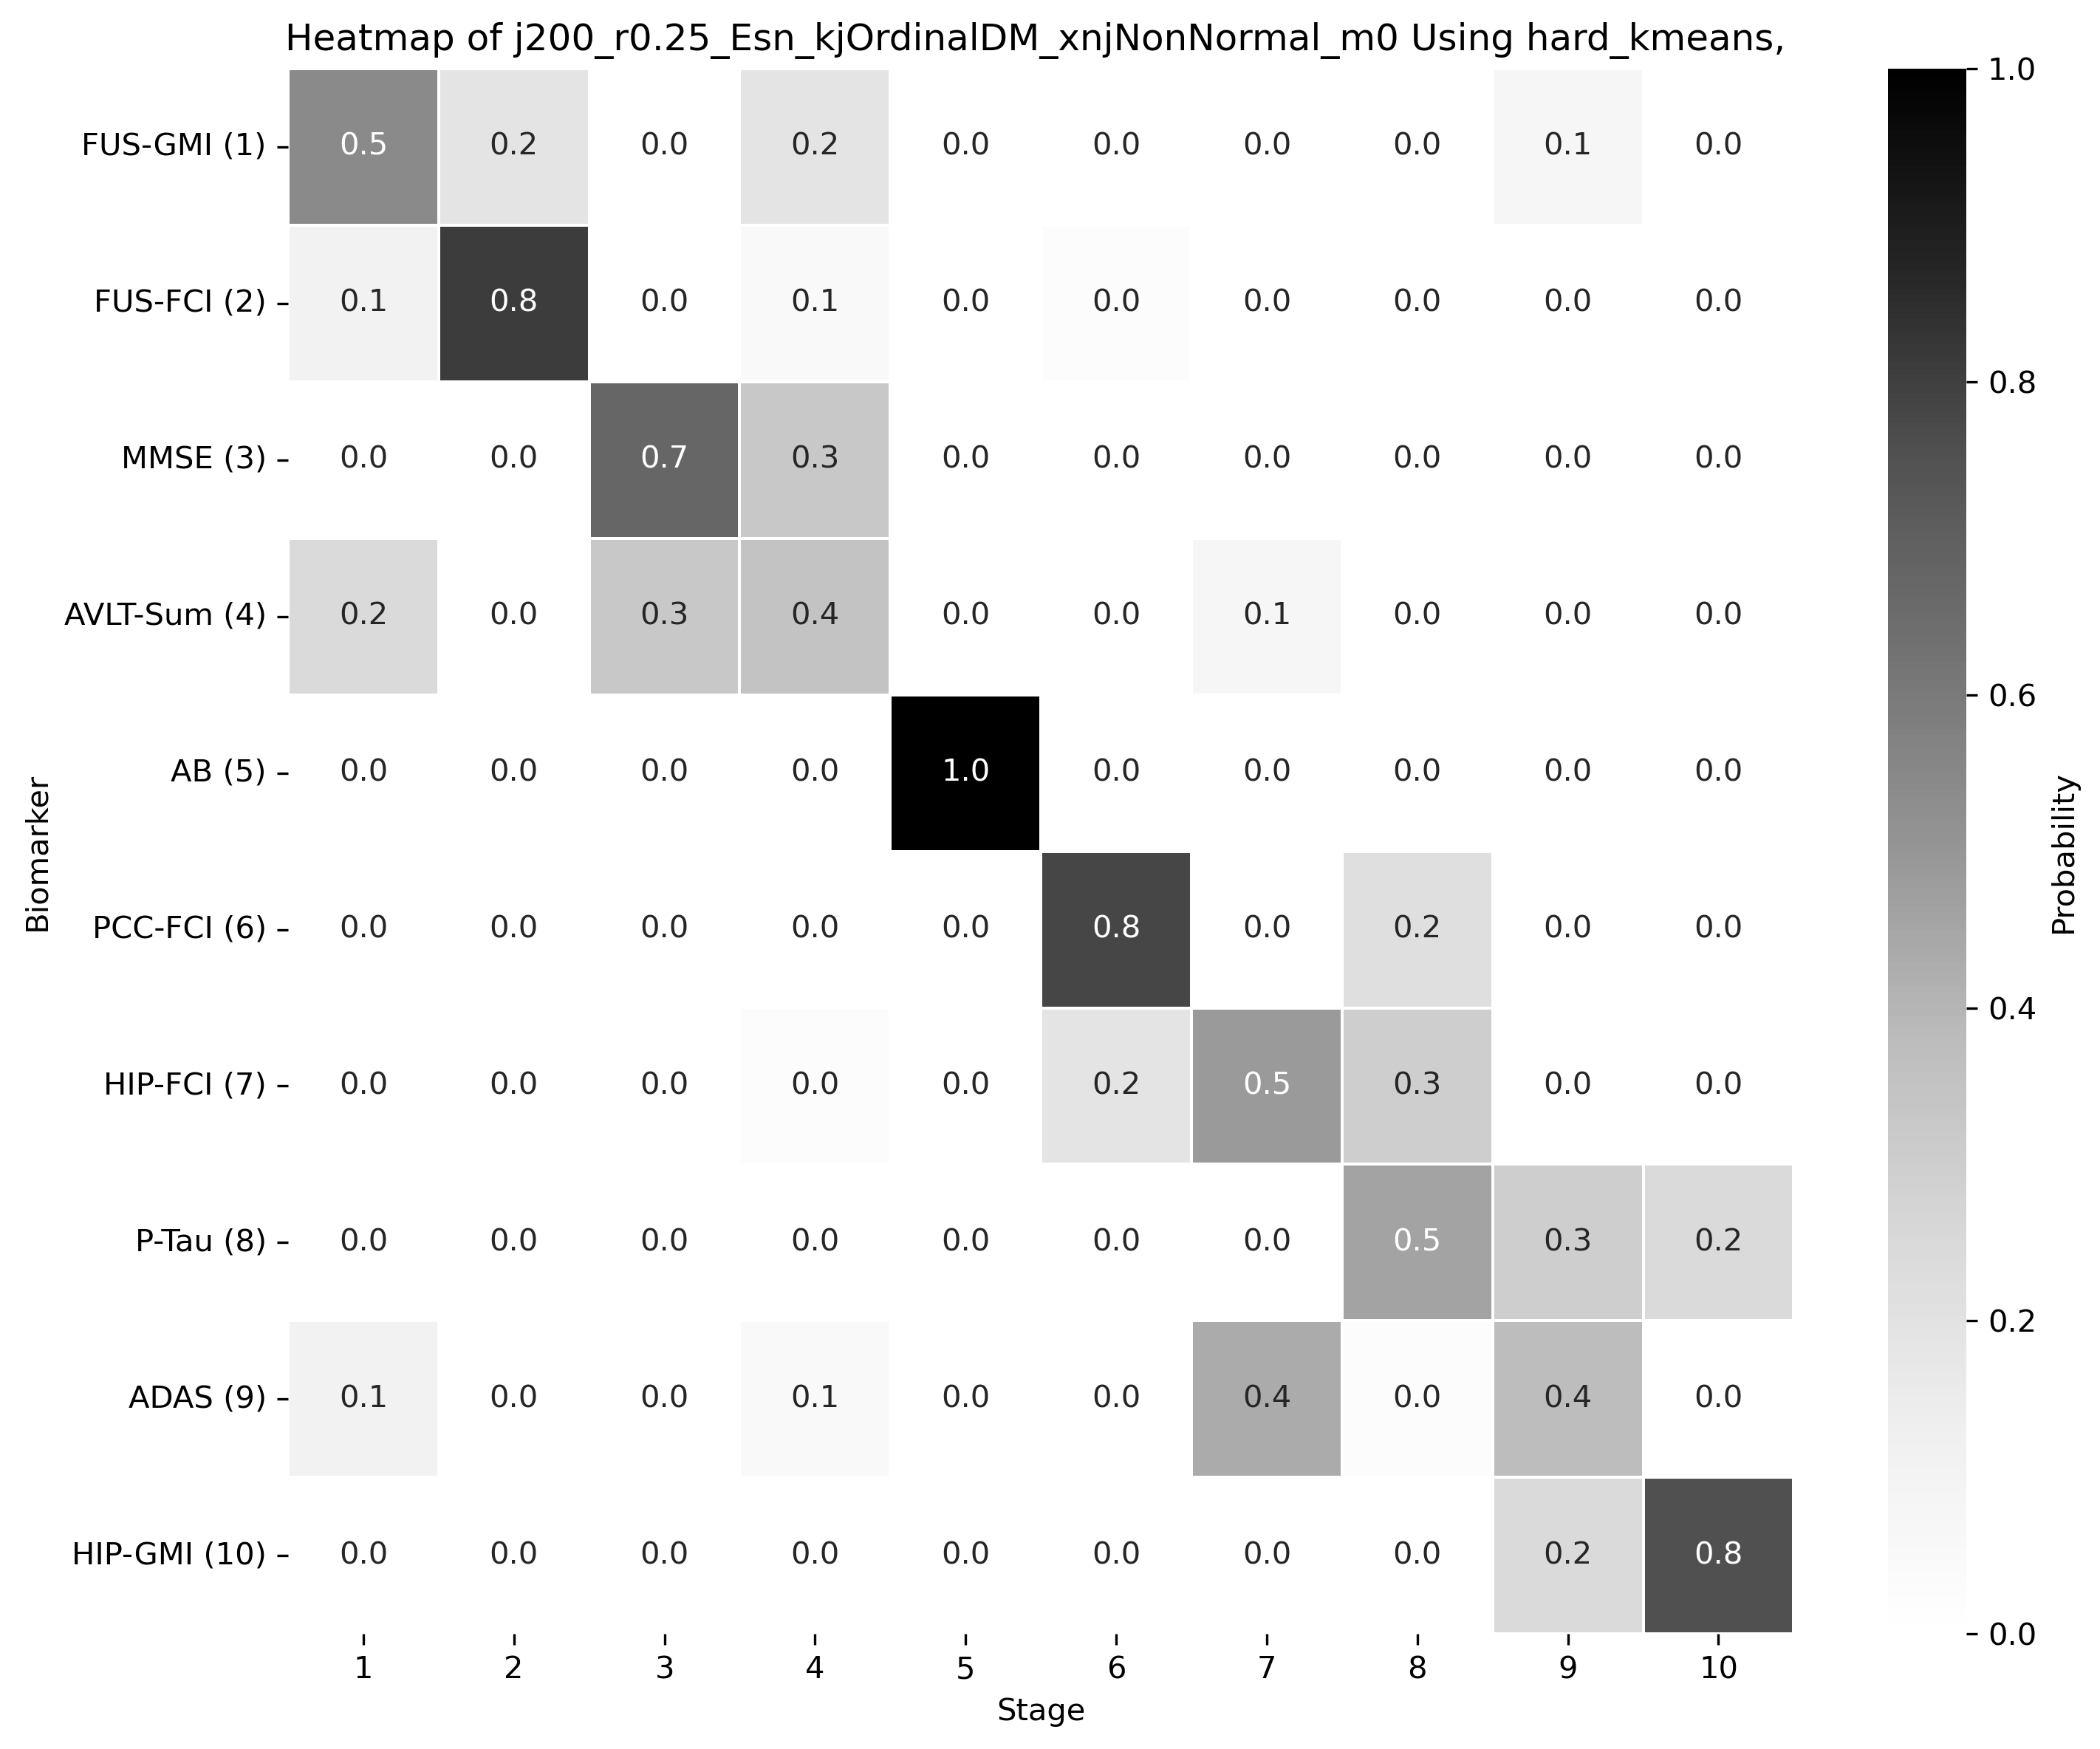 Heatmap of j200_r0.25_Esn_kjOrdinalDM_xnjNonNormal_m0 Using hard_kmeans,
FUS-GMI (1) 0.5 0.2 0.0 0.2 0.0 0.0 0.0 0.0 0.1 0.0
FUS-FCI (2) 0.1 0.8 0.0 0.1 0.0 0.0 0.0 0.0 0.0 0.0
MMSE (3) 0.0 0.0 0.7 0.3 0.0 0.0 0.0 0.0 0.0 0.0
AVLT-Sum (4) 0.2 0.0 0.3 0.4 0.0 0.0 0.1 0.0 0.0 0.0
AB (5) 0.0 0.0 0.0 0.0 1.0 0.0 0.0 0.0 0.0 0.0
PCC-FCI (6) 0.0 0.0 0.0 0.0 0.0 0.8 0.0 0.2 0.0 0.0
HIP-FCI (7) 0.0 0.0 0.0 0.0 0.0 0.2 0.5 0.3 0.0 0.0
P-Tau (8) 0.0 0.0 0.0 0.0 0.0 0.0 0.0 0.5 0.3 0.2
ADAS (9) 0.1 0.0 0.0 0.1 0.0 0.0 0.4 0.0 0.4 0.0
HIP-GMI (10) 0.0 0.0 0.0 0.0 0.0 0.0 0.0 0.0 0.2 0.8
1 2 3 4 5 6 7 8 9 10
Stage
Biomarker
1.0
0.8
0.6
0.4
0.2
0.0
Probability